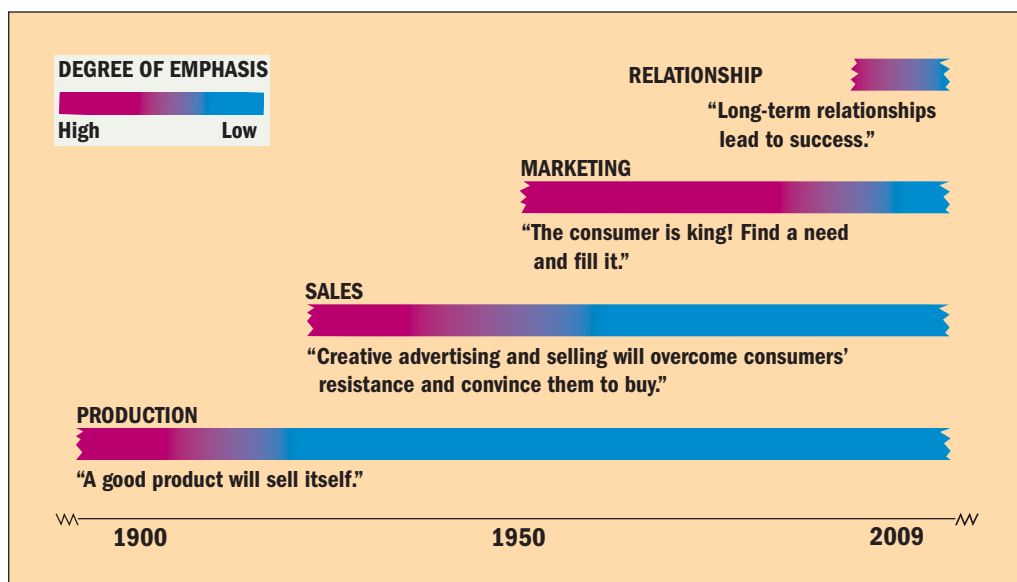 DEGREE OF EMPHASIS
High Low
RELATIONSHIP
“Long-term relationships
lead to success.”
MARKETING
“The consumer is king! Find a need
and fill it.”
SALES
“Creative advertising and selling will overcome consumers’
resistance and convince them to buy.”
PRODUCTION
“A good product will sell itself.”
1900 1950 2009